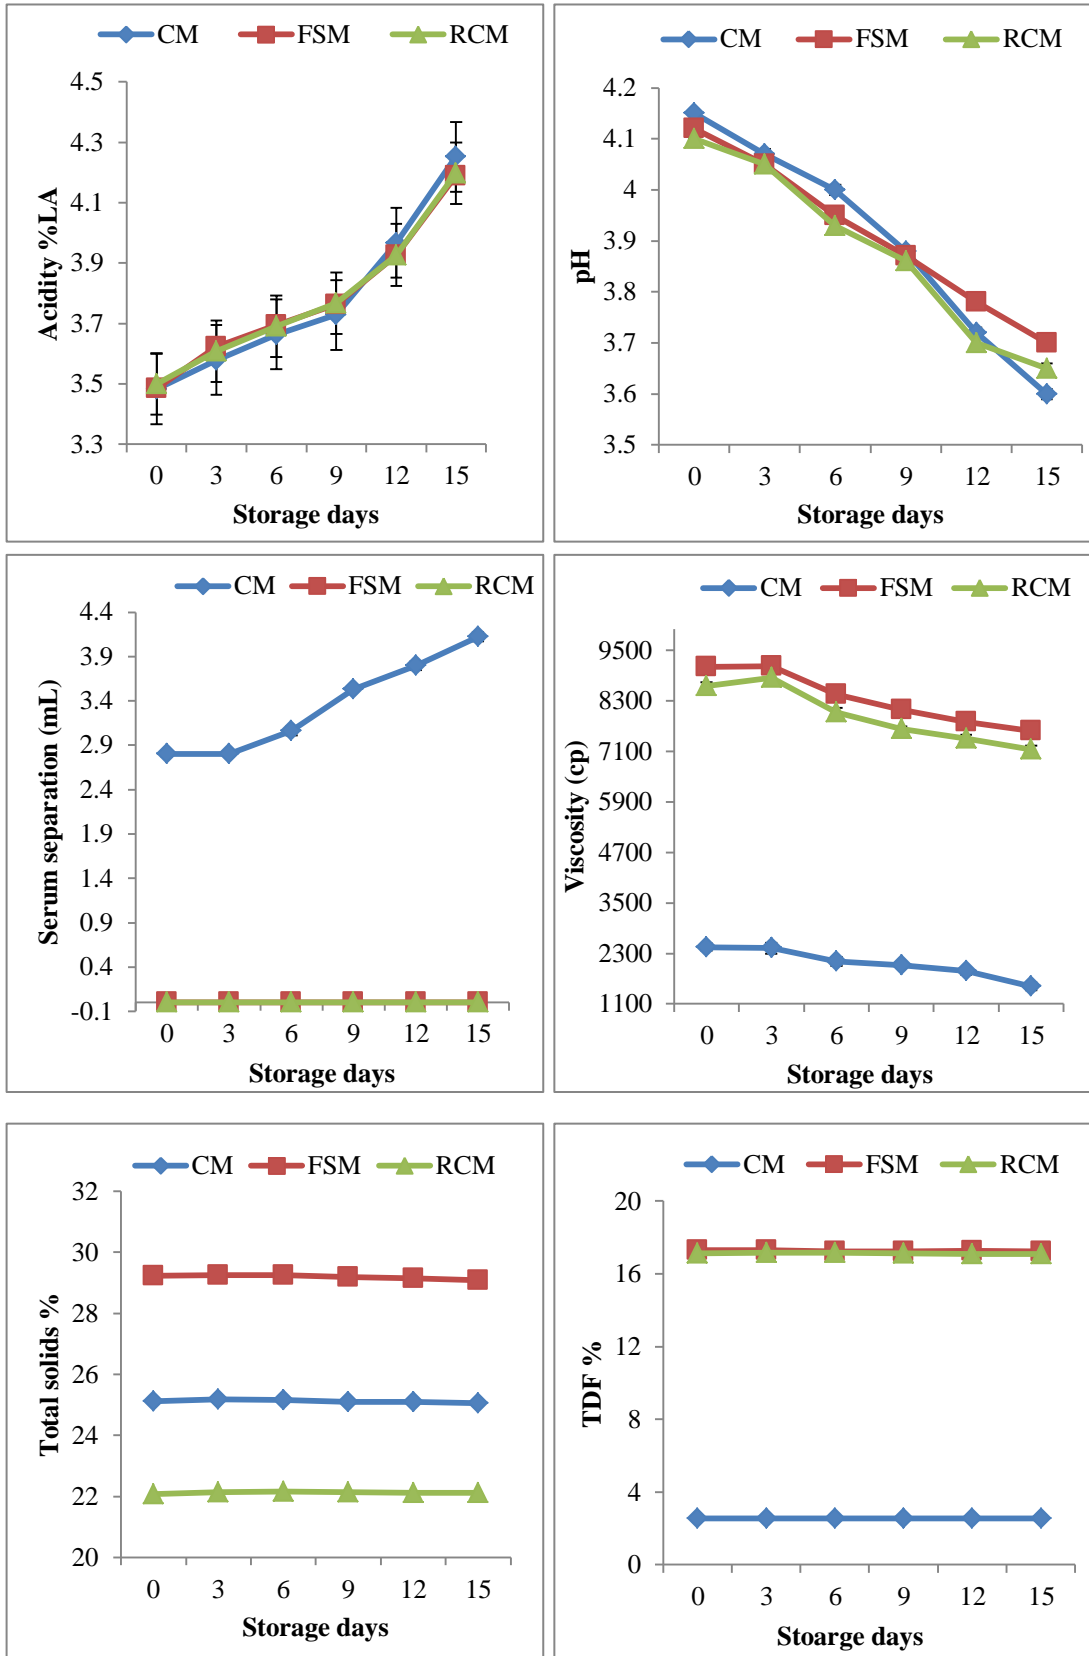 CM FSM RCM
4.5
4.3
4.1
3.9
3.7
3.5
3.3
Acidity %LA
0 3 6 9 12 15
Storage days
CM FSM RCM
4.2
4.1
4
3.9
3.8
3.7
3.6
3.5
pH
0 3 6 9 12 15
Storage days
CM FSM RCM
4.4
3.9
3.4
2.9
2.4
1.9
1.4
0.9
0.4
-0.1
Serum separation (mL)
0 3 6 9 12 15
Storage days
CM FSM RCM
9500
8300
7100
5900
4700
3500
2300
1100
Viscosity (cp)
0 3 6 9 12 15
Storage days
CM FSM RCM
32
30
28
26
24
22
20
Total solids %
0 3 6 9 12 15
Storage days
CM FSM RCM
20
16
12
8
4
0
TDF %
0 3 6 9 12 15
Stoarge days